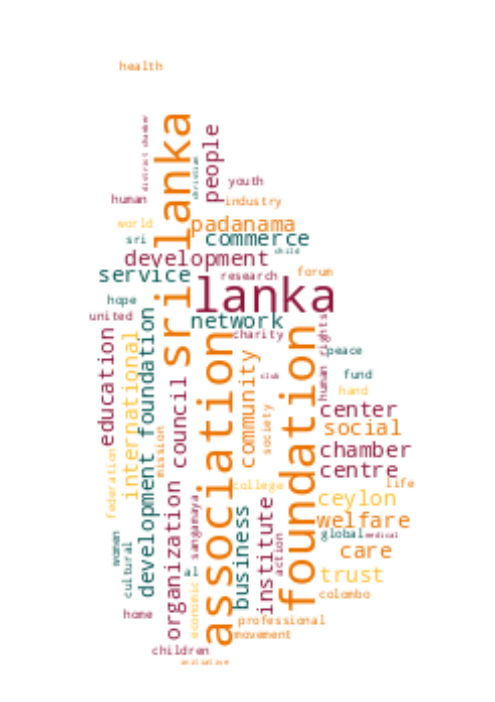 health
district chamber
sri lanka
people
christian
youth
human
industry
world
padanama
sri
commerce
child
development
service
research
forum
lanka
hope
united
network
charity
human rights
peace
education
international
development foundation
council
association
community
club
foundation
fund
hand
society
center
social
mission
chamber
centre
federation
college
life
ceylon
organization
sangamaya
business
institute
welfare
action
global
medical
women
cultural
al
care
trust
economic
colombo
home
professional
movement
children
initiative